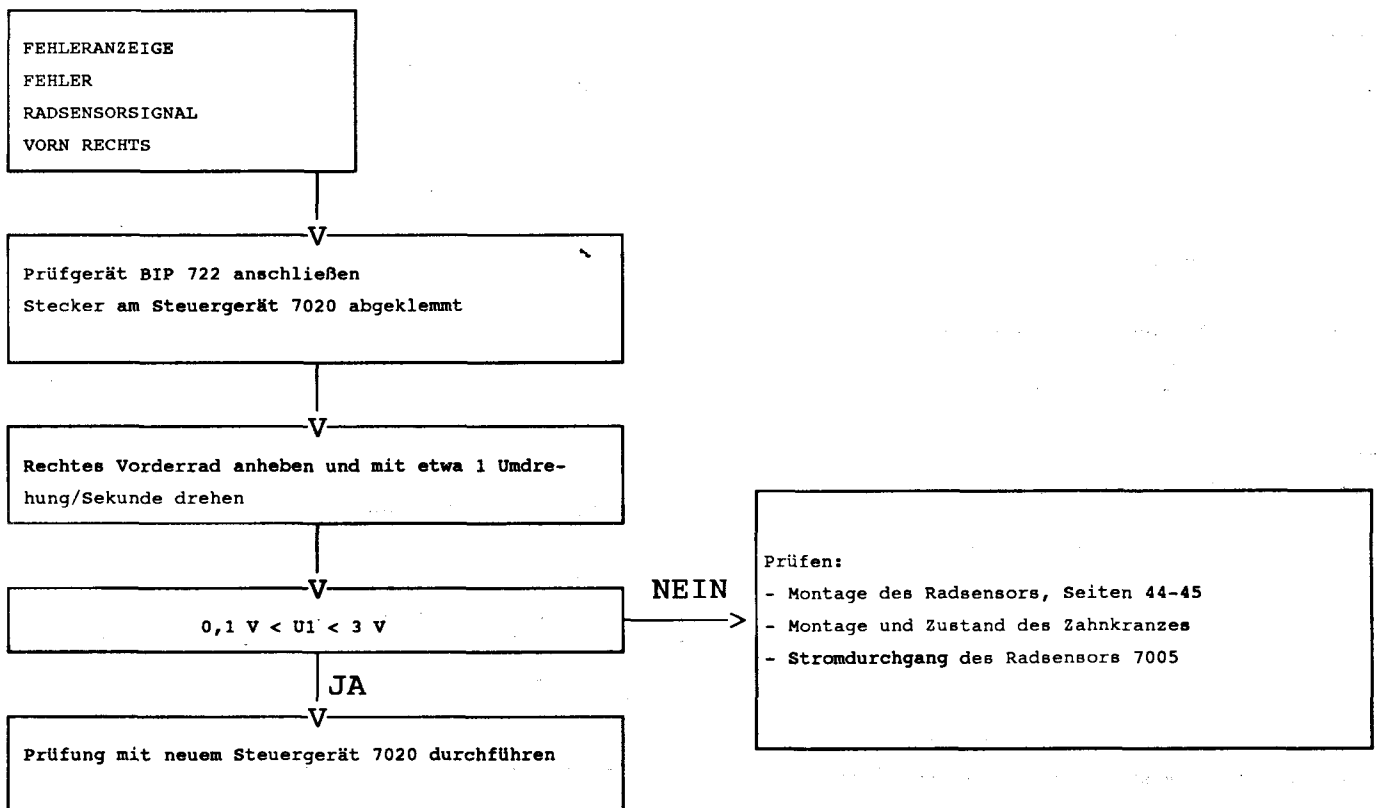 FEHLERANZEIGE
FEHLER
RADSENSORSIGNAL
VORN RECHTS
V
Prüfgerät BIP 722 anschließen
Stecker am Steuergerät 7020 abgeklemmt
V
Rechtes Vorderrad anheben und mit etwa 1 Umdre-
hung/Sekunde drehen
V
0,1 V < U1 < 3 V
NEIN
>
Prüfen:
- Montage des Radsensors, Seiten 44-45
- Montage und Zustand des Zahnkranzes
- Stromdurchgang des Radsensors 7005
JA
V
Prüfung mit neuem Steuergerät 7020 durchführen